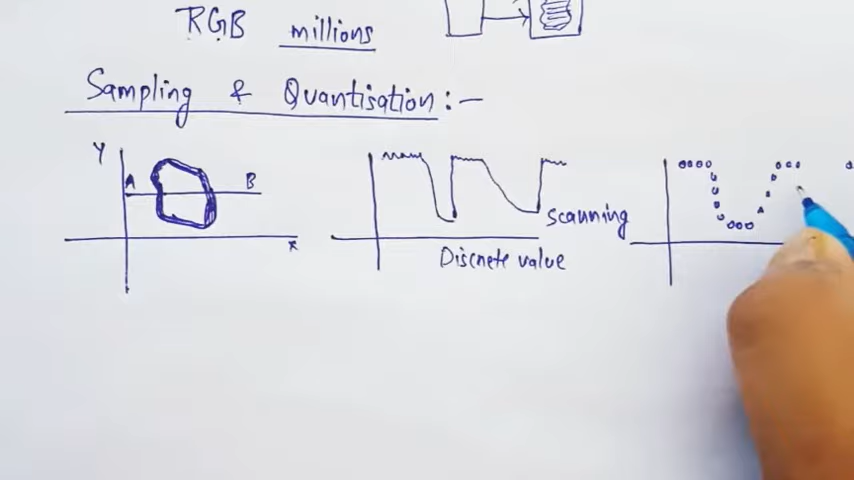 RGB millions
Sampling & Quantisation :-
Y
A B
x
Scanning
Discrete value